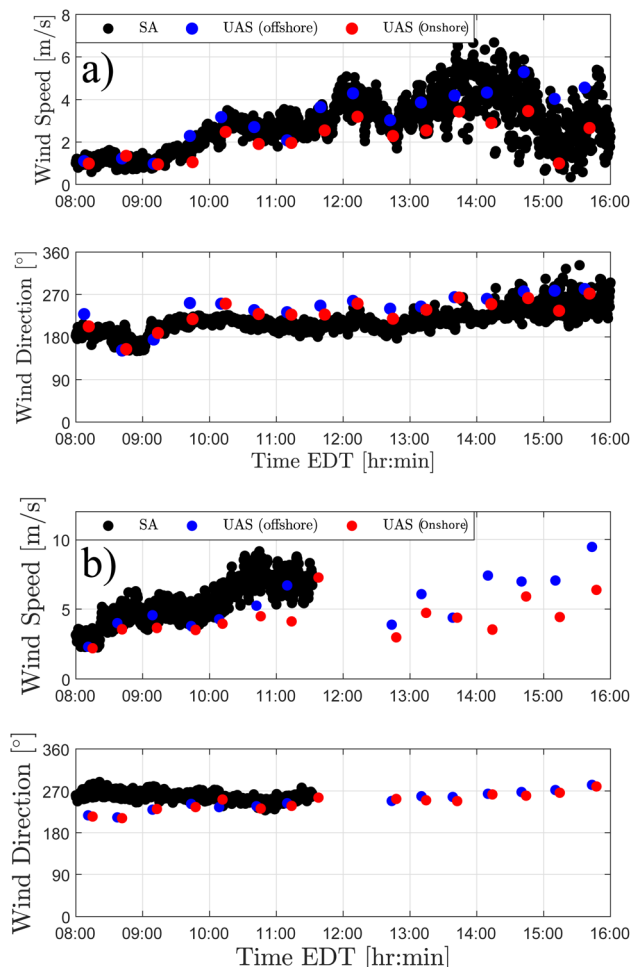 SA UAS (offshore) UAS (Onshore)
a)
Wind Speed [m/s]
8
6
4
2
0
08:00 09:00 10:00 11:00 12:00 13:00 14:00 15:00 16:00
Wind Direction [°]
360
270
180
90
0
08:00 09:00 10:00 11:00 12:00 13:00 14:00 15:00 16:00
Time EDT [hr:min]
SA UAS (offshore) UAS (Onshore)
b)
Wind Speed [m/s]
10
5
0
08:00 09:00 10:00 11:00 12:00 13:00 14:00 15:00 16:00
Wind Direction [°]
360
270
180
90
0
08:00 09:00 10:00 11:00 12:00 13:00 14:00 15:00 16:00
Time EDT [hr:min]